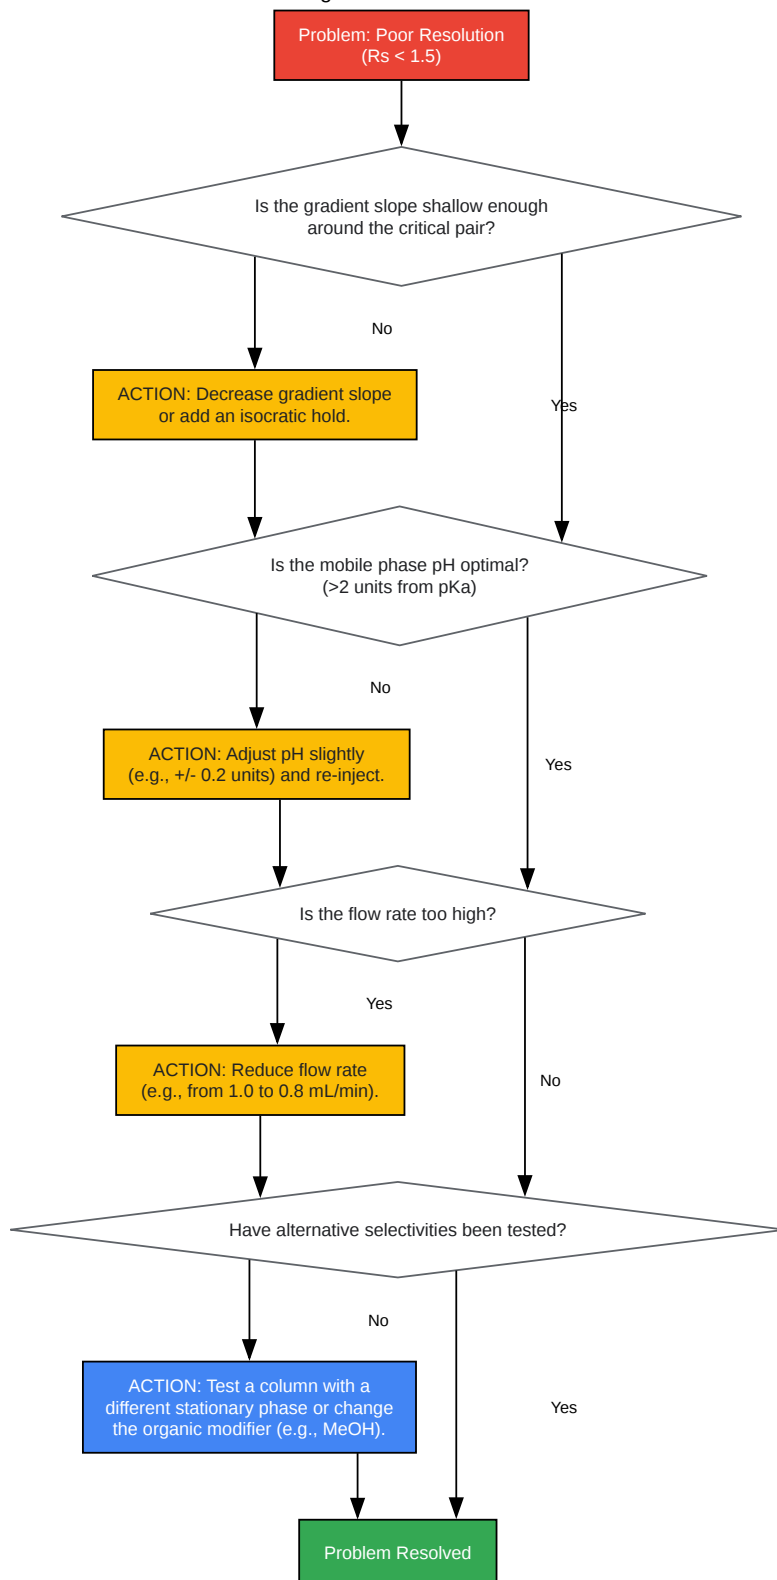 Problem: Poor Resolution
(Rs < 1.5)
Is the gradient slope shallow enough
around the critical pair?
No
ACTION: Decrease gradient slope
or add an isocratic hold.
Yes
Is the mobile phase pH optimal?
(>2 units from pKa)
No
ACTION: Adjust pH slightly
(e.g., +/- 0.2 units) and re-inject.
Yes
Is the flow rate too high?
Yes
ACTION: Reduce flow rate
(e.g., from 1.0 to 0.8 mL/min).
No
Have alternative selectivities been tested?
No
ACTION: Test a column with a
different stationary phase or change
the organic modifier (e.g., MeOH).
Yes
Problem Resolved